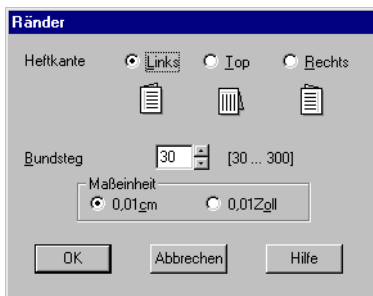 Ränder
Heftkante Links Top Rechts
Bundsteg 30 [30 ... 300]
Maßeinheit
0,01cm 0,01Zoll
OK Abbrechen Hilfe